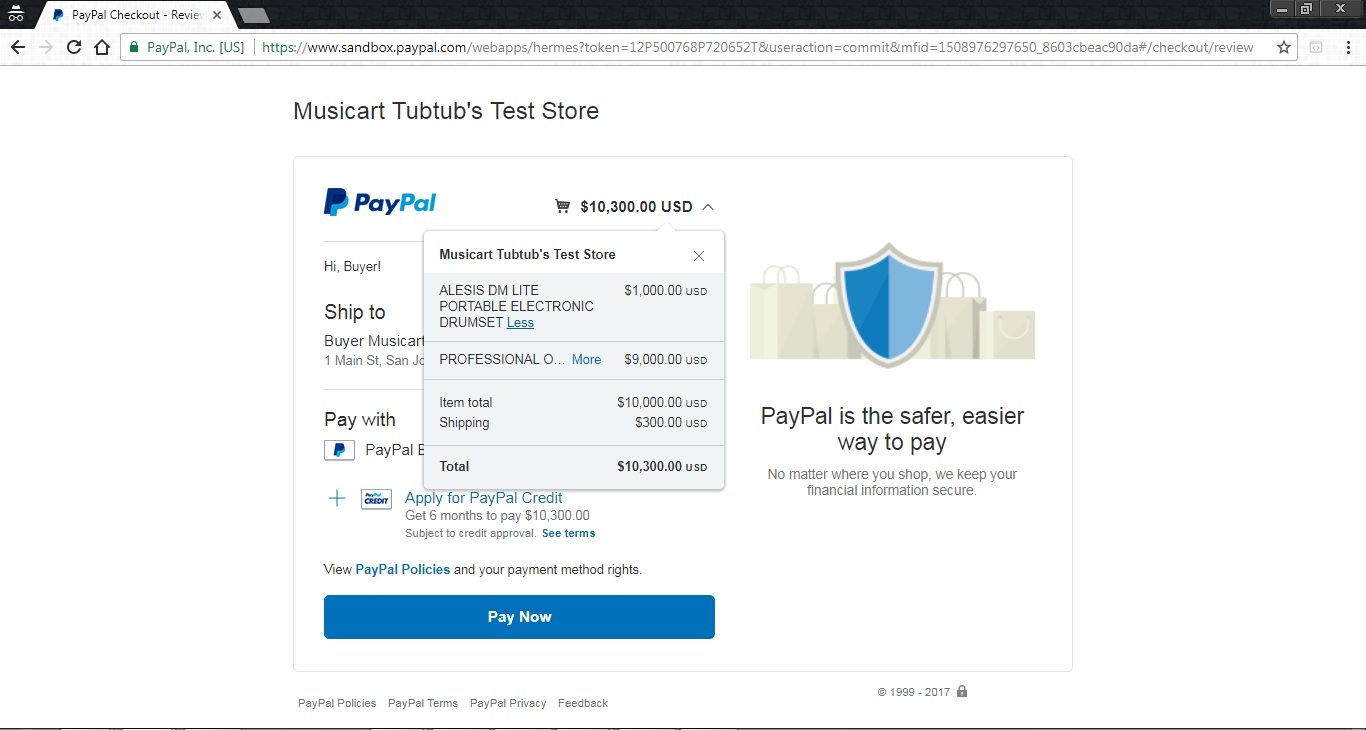 PayPal Checkout - Review
PayPal, Inc. [US] https://www.sandbox.paypal.com/webapps/hermes?token=12P500768P720652T&useraction=commit&mfid=1508976297650_8603cbeac90da#/checkout/review
Musicart Tubtub's Test Store
PayPal
$10,300.00 USD
Musicart Tubtub's Test Store
ALESIS DM LITE $1,000.00 USD
PORTABLE ELECTRONIC
DRUMSET Less
PROFESSIONAL O... More $9,000.00 USD
Item total $10,000.00 USD
Shipping $300.00 USD
Total $10,300.00 USD
Hi, Buyer!
Ship to
Buyer Musicart
1 Main St, San
Pay with
PayPal
PayPal CREDIT
Apply for PayPal Credit
Get 6 months to pay $10,300.00
Subject to credit approval. See terms
View PayPal Policies and your payment method rights.
Pay Now
PayPal is the safer, easier
way to pay
No matter where you shop, we keep your
financial information secure.
PayPal Policies PayPal Terms PayPal Privacy Feedback
© 1999 - 2017